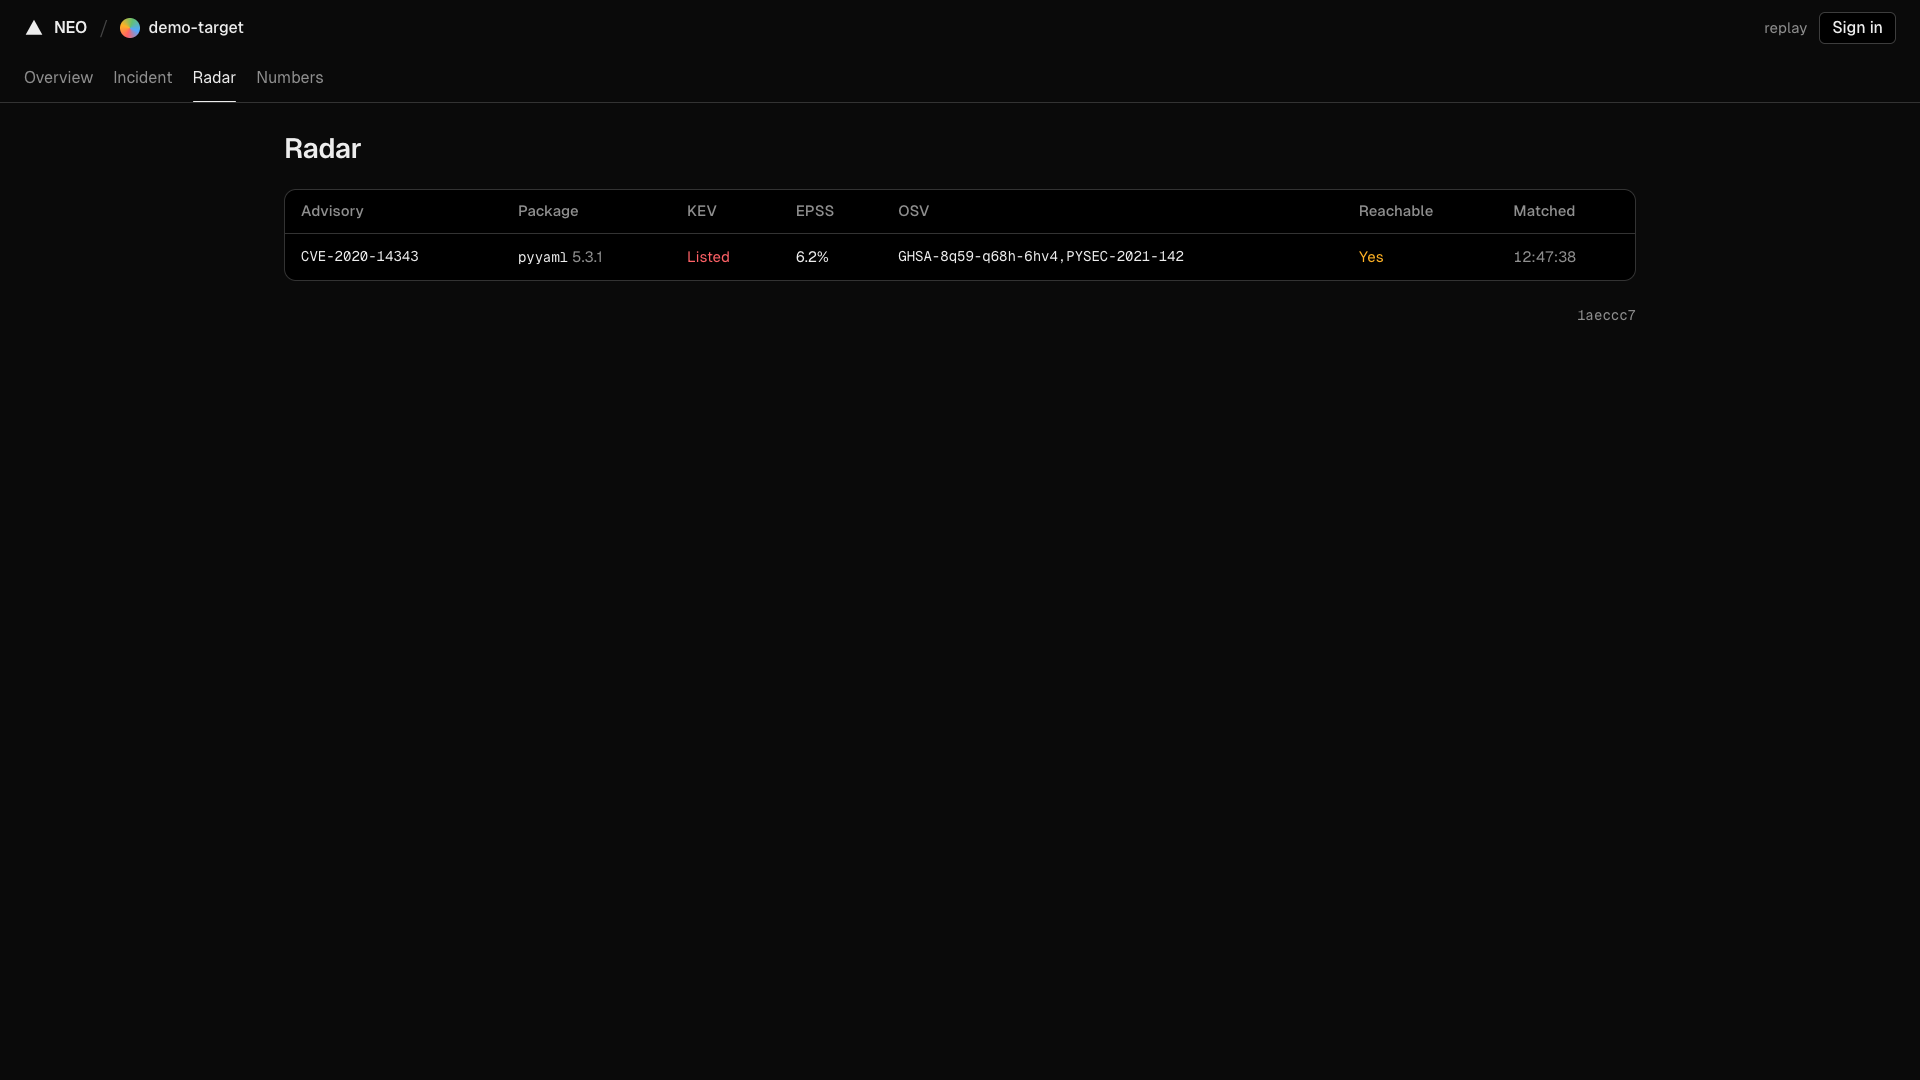 NEO / demo-target
replay
Sign in
Overview Incident Radar Numbers
Radar
Advisory Package KEV EPSS OSV Reachable Matched
CVE-2020-14343 pyyaml 5.3.1 Listed 6.2% GHSA-8q59-q68h-6hv4,PYSEC-2021-142 Yes 12:47:38
1aeccc7